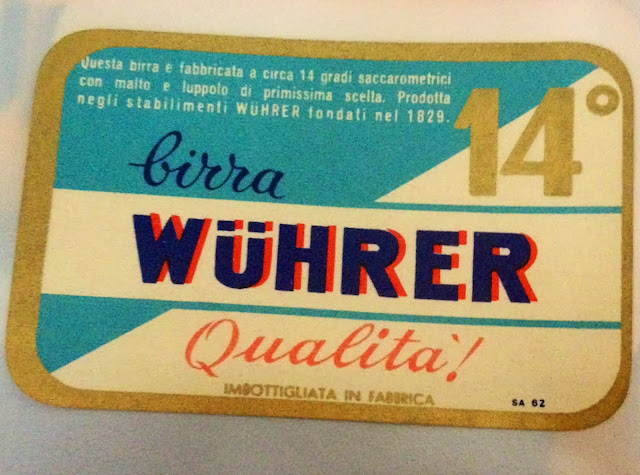 Questa birra è fabbricata a circa 14 gradi saccarometrici
con malto e luppolo di primissima scelta. Prodotta
negli stabilimenti WÜHRER fondati nel 1829.
14°
birra
WÜHRER
Qualità!
IMBOTTIGLIATA IN FABBRICA
SA 62